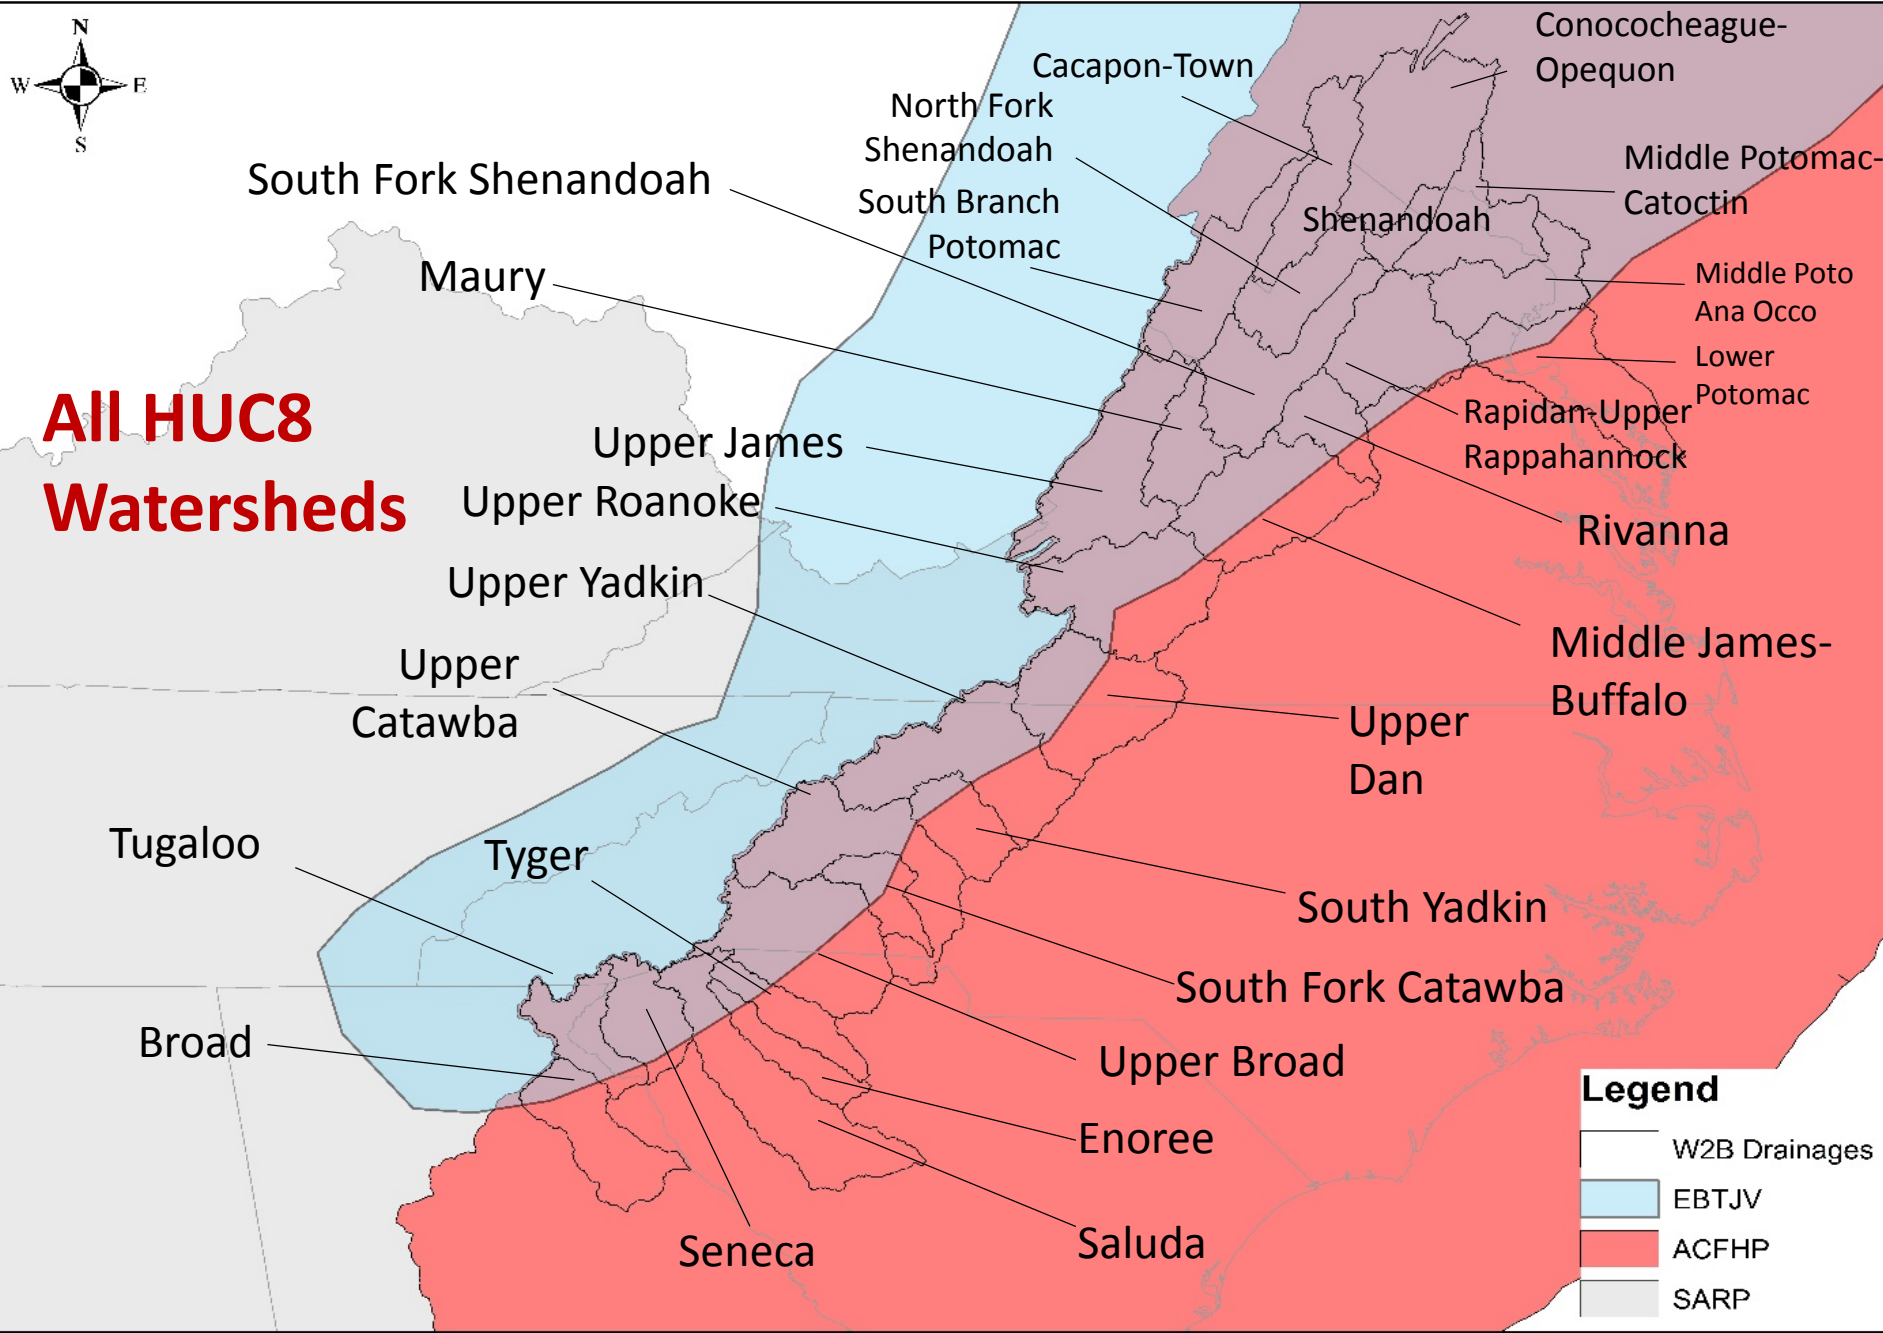 N
W E
S
Conococheague-
Opequon
Cacapon-Town
North Fork
Shenandoah
Middle Potomac-
Catoctin
South Fork Shenandoah
South Branch
Potomac
Shenandoah
Maury
Middle Poto
Ana Occo
Lower
Potomac
All HUC8
Watersheds
Rapidan-Upper
Rappahannock
Upper James
Upper Roanoke
Rivanna
Upper Yadkin
Middle James-
Buffalo
Upper
Catawba
Upper
Dan
Tugaloo
Tyger
South Yadkin
South Fork Catawba
Broad
Upper Broad
Enoree
Seneca
Saluda
Legend
W2B Drainages
EBTJV
ACFHP
SARP